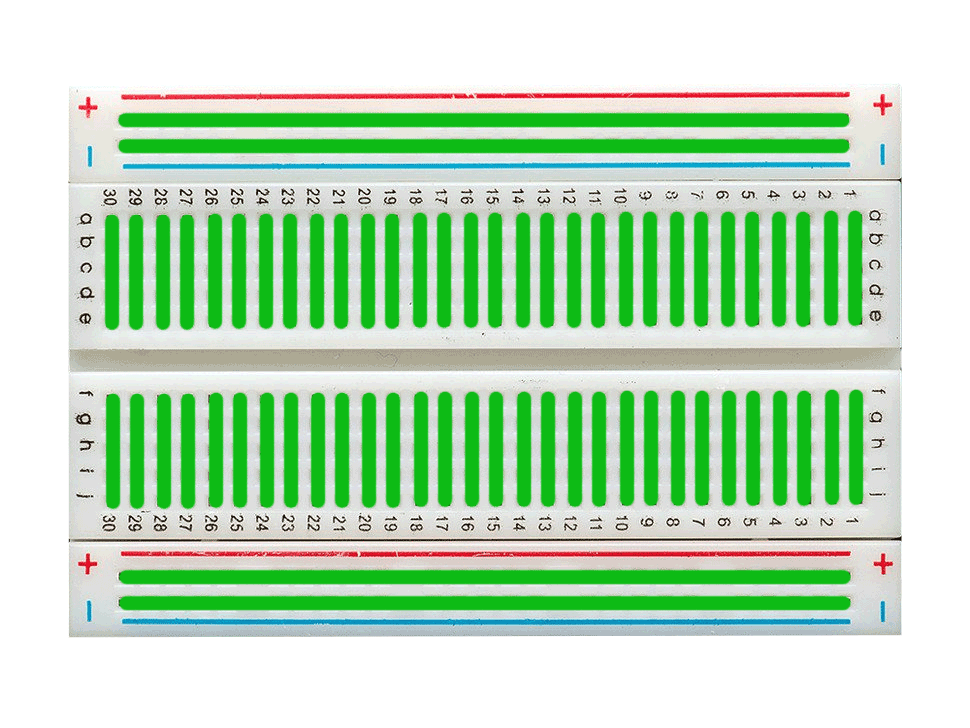 + +
- -
30 29 28 27 26 25 24 23 22 21 20 19 18 17 16 15 14 13 12 11 10 9 8 7 6 5 4 3 2 1
a a
b b
c c
d d
e e
f f
g g
h h
i i
j j
30 29 28 27 26 25 24 23 22 21 20 19 18 17 16 15 14 13 12 11 10 9 8 7 6 5 4 3 2 1
+ +
- -